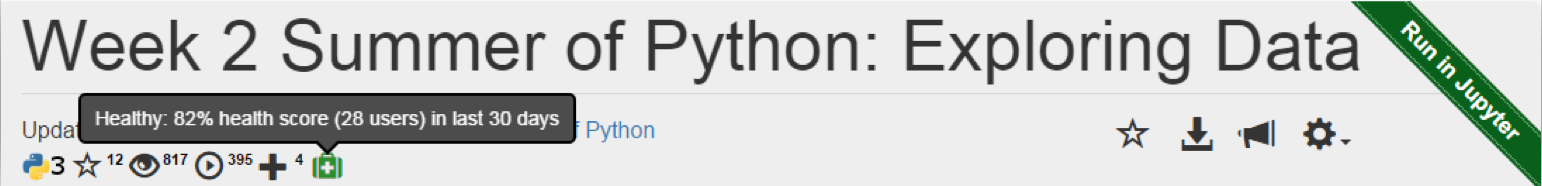 Week 2 Summer of Python: Exploring Data
Run in Jupyter
Healthy: 82% health score (28 users) in last 30 days
Python
3 12 817 395 4